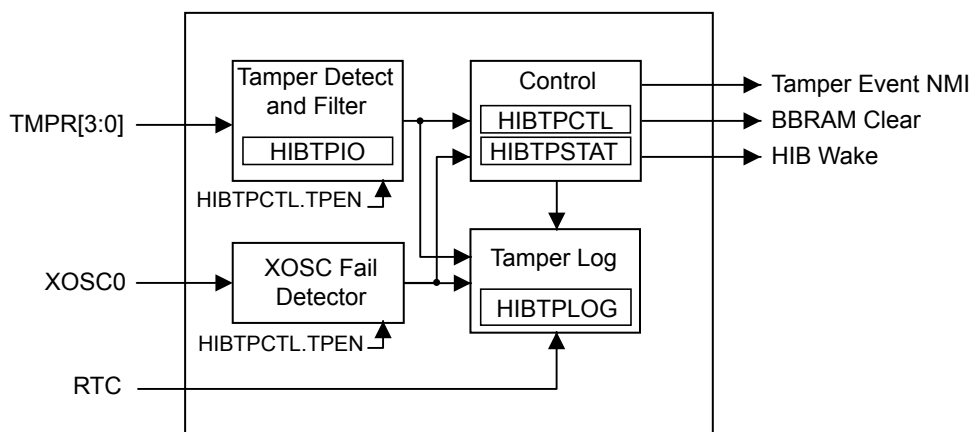 TMPR[3:0]
Tamper Detect
and Filter
HIBTPIO
HIBTPCTL.TPEN
Control
HIBTPCTL
HIBTPSTAT
Tamper Event NMI
BBRAM Clear
HIB Wake
XOSC0
XOSC Fail
Detector
HIBTPCTL.TPEN
Tamper Log
HIBTPLOG
RTC